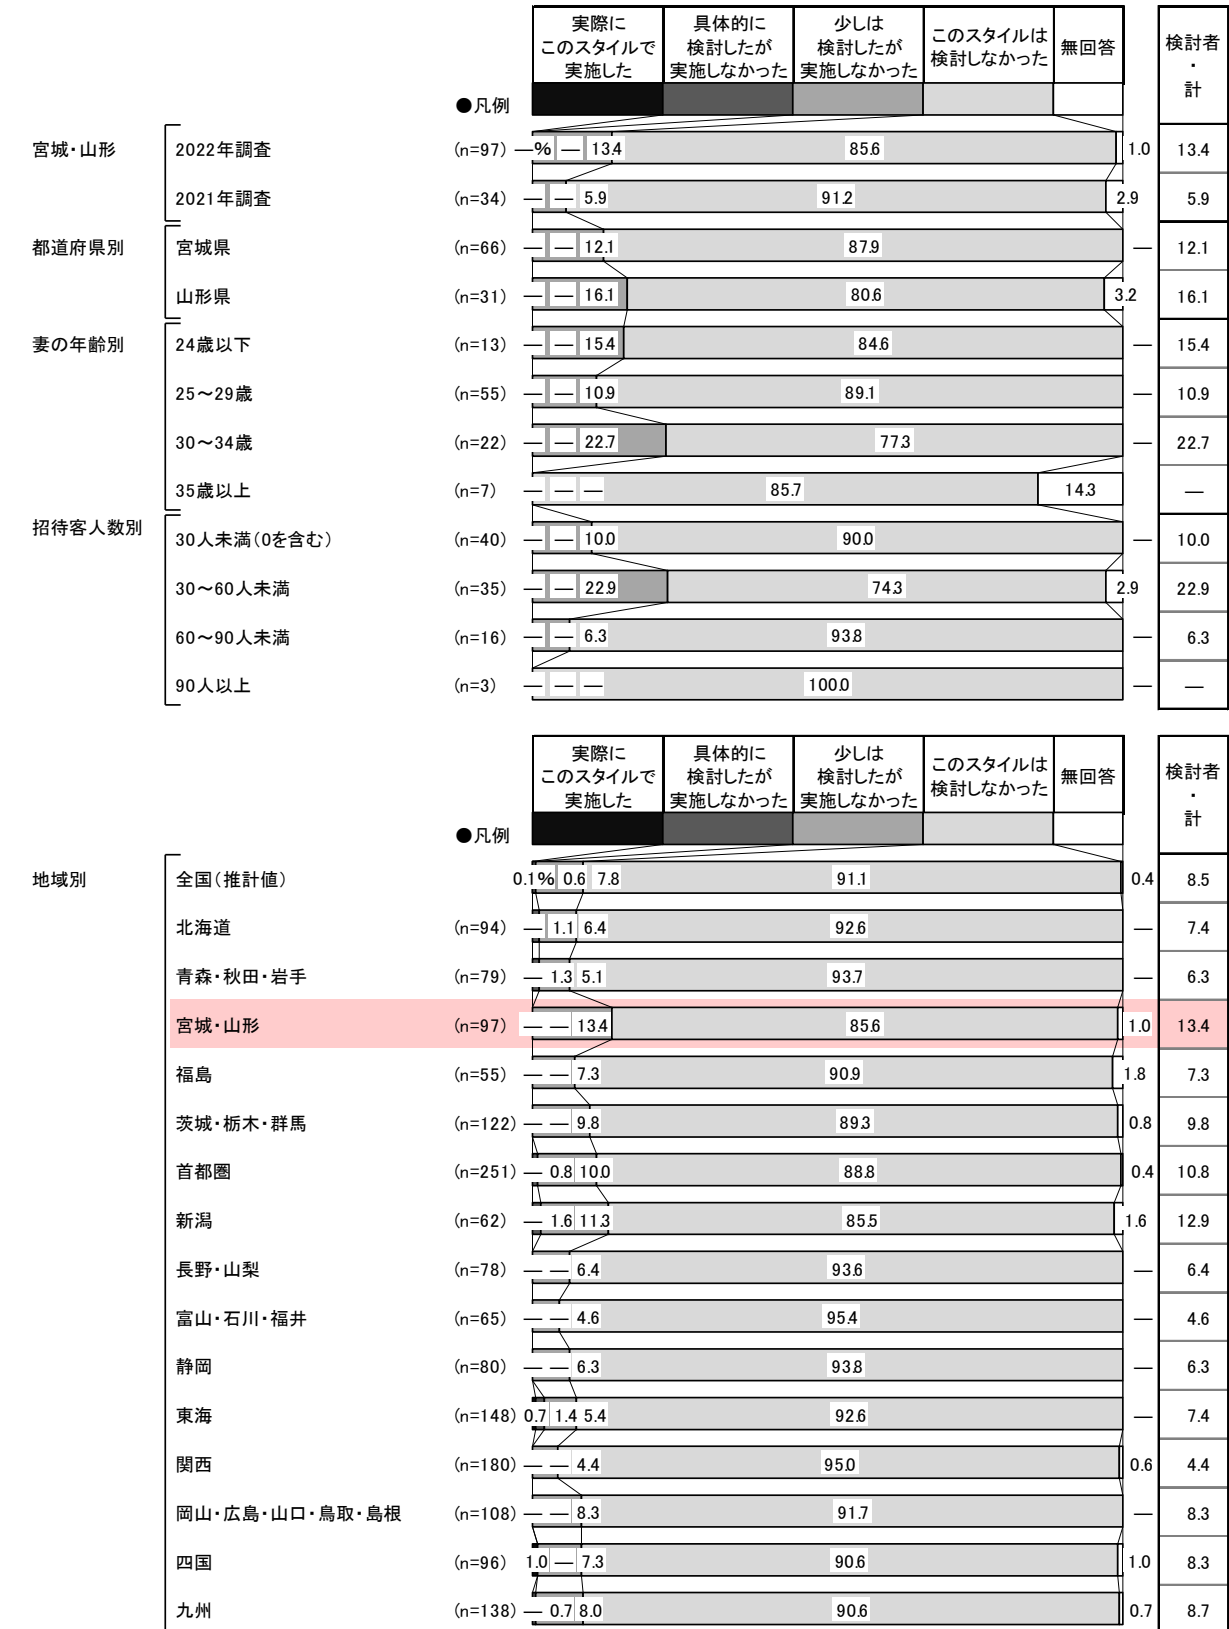 実際に
このスタイルで
実施した
具体的に
検討したが
実施しなかった
少しは
検討したが
実施しなかった
このスタイルは
検討しなかった
無回答
検討者
・
計
●凡例
宮城・山形 2022年調査 (n=97) —% — 13.4 85.6 1.0 13.4
2021年調査 (n=34) — — 5.9 91.2 2.9 5.9
都道府県別 宮城県 (n=66) — — 12.1 87.9 — 12.1
山形県 (n=31) — — 16.1 80.6 3.2 16.1
妻の年齢別 24歳以下 (n=13) — — 15.4 84.6 — 15.4
25～29歳 (n=55) — — 10.9 89.1 — 10.9
30～34歳 (n=22) — — 22.7 77.3 — 22.7
35歳以上 (n=7) — — — 85.7 14.3 —
招待客人数別 30人未満(0を含む) (n=40) — — 10.0 90.0 — 10.0
30～60人未満 (n=35) — — 22.9 74.3 2.9 22.9
60～90人未満 (n=16) — — 6.3 93.8 — 6.3
90人以上 (n=3) — — — 100.0 — —
実際に
このスタイルで
実施した
具体的に
検討したが
実施しなかった
少しは
検討したが
実施しなかった
このスタイルは
検討しなかった
無回答
検討者
・
計
●凡例
地域別 全国(推計値) 0.1% 0.6 7.8 91.1 0.4 8.5
北海道 (n=94) — 1.1 6.4 92.6 — 7.4
青森・秋田・岩手 (n=79) — 1.3 5.1 93.7 — 6.3
宮城・山形 (n=97) — — 13.4 85.6 1.0 13.4
福島 (n=55) — — 7.3 90.9 1.8 7.3
茨城・栃木・群馬 (n=122) — — 9.8 89.3 0.8 9.8
首都圏 (n=251) — 0.8 10.0 88.8 0.4 10.8
新潟 (n=62) — 1.6 11.3 85.5 1.6 12.9
長野・山梨 (n=78) — — 6.4 93.6 — 6.4
富山・石川・福井 (n=65) — — 4.6 95.4 — 4.6
静岡 (n=80) — — 6.3 93.8 — 6.3
東海 (n=148) 0.7 1.4 5.4 92.6 — 7.4
関西 (n=180) — — 4.4 95.0 0.6 4.4
岡山・広島・山口・鳥取・島根 (n=108) — — 8.3 91.7 — 8.3
四国 (n=96) 1.0 — 7.3 90.6 1.0 8.3
九州 (n=138) — 0.7 8.0 90.6 0.7 8.7